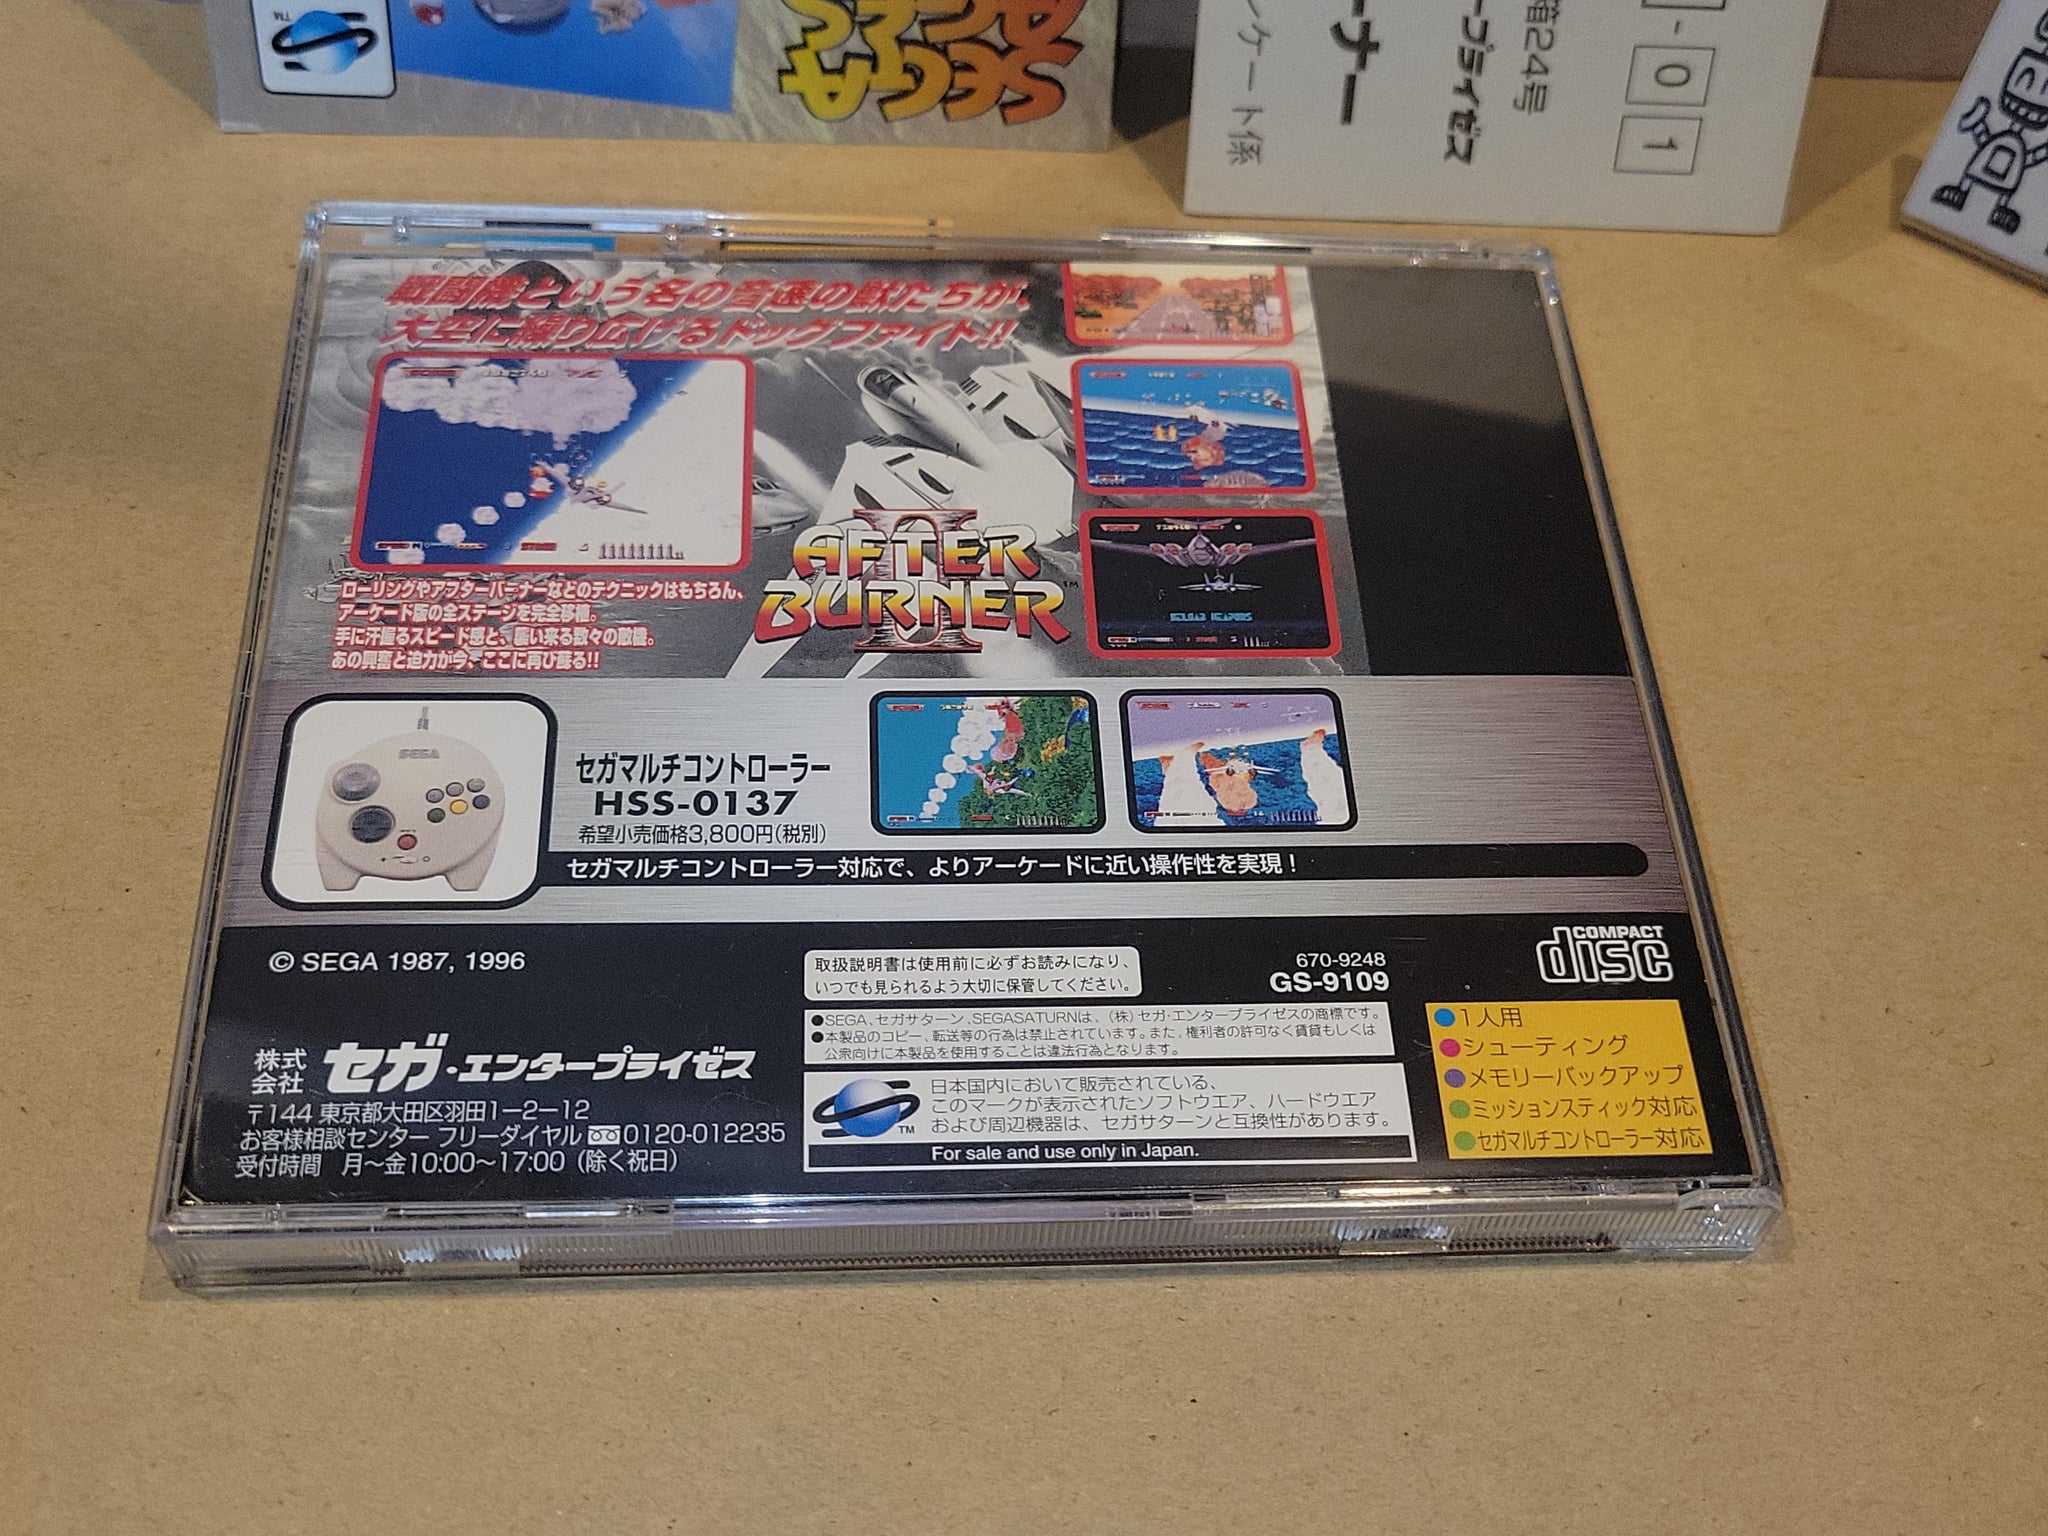 TM
ンケート係
ーナー
ープライゼス
箱24号
-01
戦闘機という名の音速の獣たちが、
大空に繰り広げるドッグファイト!!
AFTER
BURNER
II
TM
ローリングやアフターバーナーなどのテクニックはもちろん、
アーケード版の全ステージを完全移植。
手に汗握るスピード感と、襲い来る数々の敵機。
あの興奮と迫力が今、ここに再び蘇る!!
SEGA
セガマルチコントローラー
HSS-0137
希望小売価格3,800円(税別)
セガマルチコントローラー対応で、よりアーケードに近い操作性を実現！
© SEGA 1987, 1996
株式会社 セガ・エンタープライゼス
〒144 東京都大田区羽田1-2-12
お客様相談センター フリーダイヤル 0120-012235
受付時間 月～金10:00～17:00 (除く祝日)
取扱説明書は使用前に必ずお読みになり、
いつでも見られるよう大切に保管してください。
670-9248
GS-9109
COMPACT
disc
●SEGA、セガサターン、SEGASATURNは、(株)セガ・エンタープライゼスの商標です。
●本製品のコピー、転送等の行為は禁止されています。また、権利者の許可なく賃貸もしくは
公衆向けに本製品を使用することは違法行為となります。
TM
日本国内において販売されている、
このマークが表示されたソフトウエア、ハードウエア
および周辺機器は、セガサターンと互換性があります。
For sale and use only in Japan.
●1人用
●シューティング
●メモリーバックアップ
●ミッションスティック対応
●セガマルチコントローラー対応